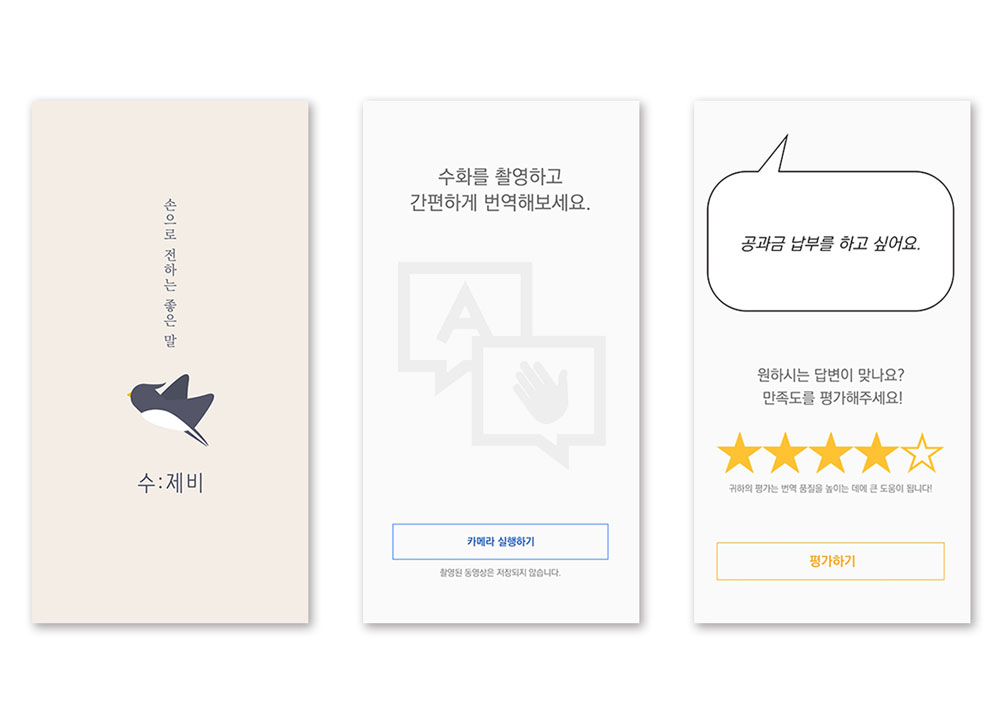 손으로 전하는 좋은 말
수:제비
수화를 촬영하고
간편하게 번역해보세요.
A
카메라 실행하기
촬영된 동영상은 저장되지 않습니다.
공과금 납부를 하고 싶어요.
원하시는 답변이 맞나요?
만족도를 평가해주세요!
귀하의 평가는 번역 품질을 높이는 데에 큰 도움이 됩니다!
평가하기